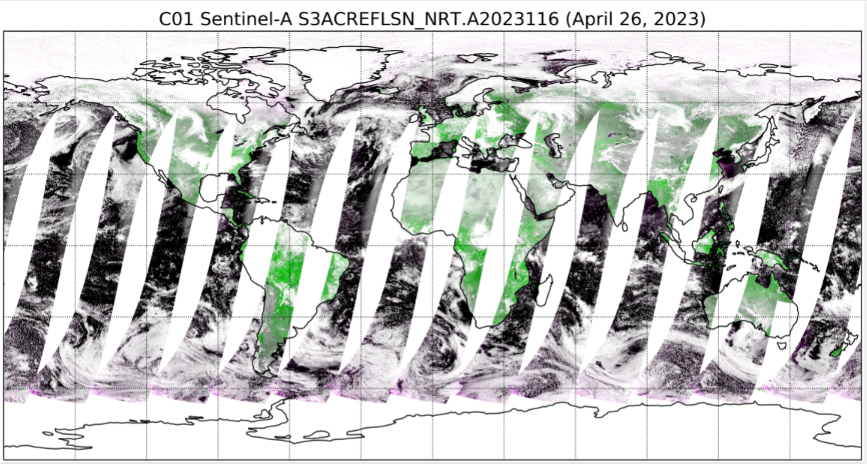 C01 Sentinel-A S3ACREFLSN_NRT.A2023116 (April 26, 2023)